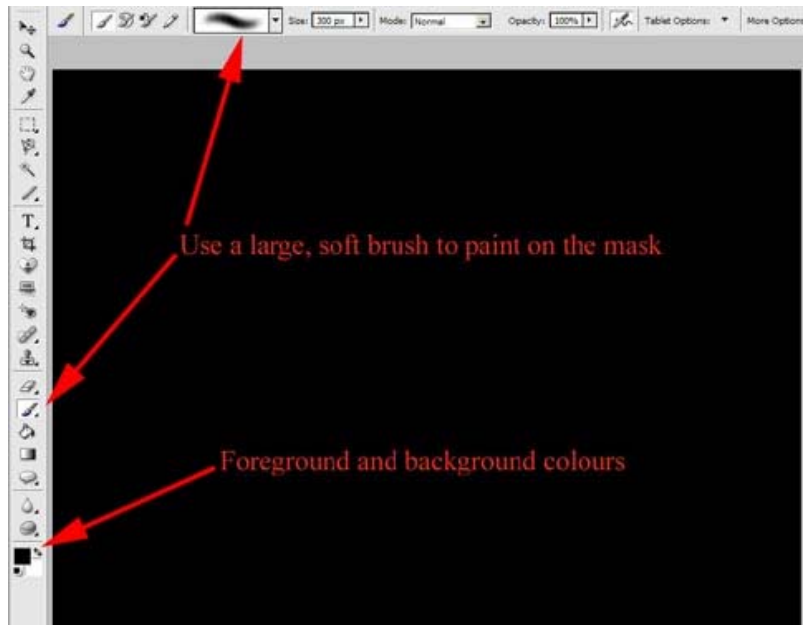 Size: 300 px Mode: Normal Opacity: 100% Tablet Options: More Option
T
Use a large, soft brush to paint on the mask
Foreground and background colours